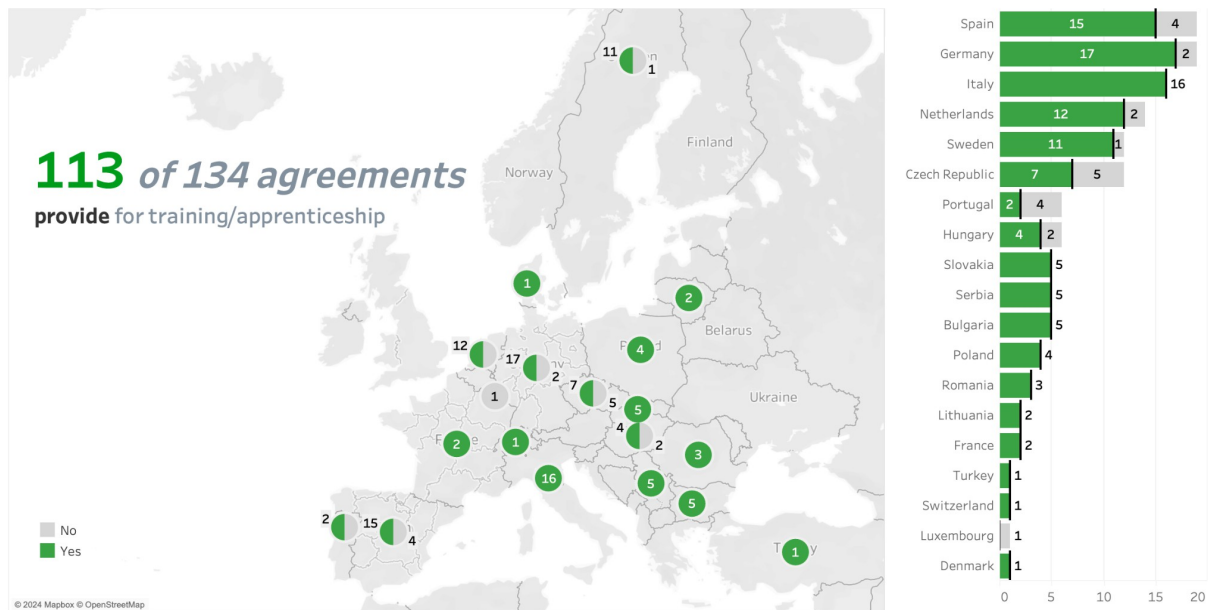 113 of 134 agreements
provide for training/apprenticeship
11
1
Finland
Norway
1
2
Belarus
12
17
2
4
7
5
1
Ukraine
5
4
2
2
1
3
16
5
5
2
15
4
1
No
Yes
© 2024 Mapbox © OpenStreetMap
Spain 15 4
Germany 17 2
Italy 16
Netherlands 12 2
Sweden 11 1
Czech Republic 7 5
Portugal 2 4
Hungary 4 2
Slovakia 5
Serbia 5
Bulgaria 5
Poland 4
Romania 3
Lithuania 2
France 2
Turkey 1
Switzerland 1
Luxembourg 1
Denmark 1
0 5 10 15 20